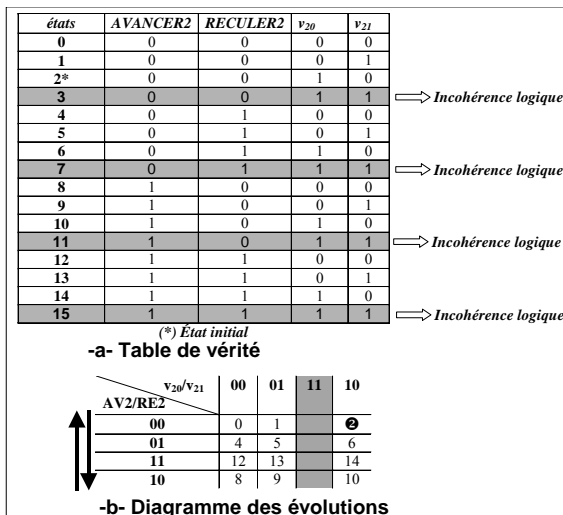 états AVANCER2 RECULER2 v20 v21
0 0 0 0 0
1 0 0 0 1
2* 0 0 1 0
3 0 0 1 1 Incohérence logique
4 0 1 0 0
5 0 1 0 1
6 0 1 1 0
7 0 1 1 1 Incohérence logique
8 1 0 0 0
9 1 0 0 1
10 1 0 1 0
11 1 0 1 1 Incohérence logique
12 1 1 0 0
13 1 1 0 1
14 1 1 1 0
15 1 1 1 1 Incohérence logique
(*) État initial
-a- Table de vérité
v20/v21 00 01 11 10
AV2/RE2
00 0 1 ❷
01 4 5 6
11 12 13 14
10 8 9 10
-b- Diagramme des évolutions